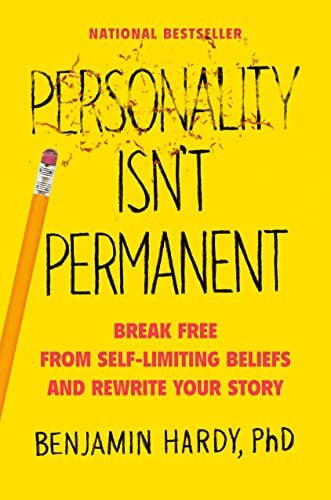 NATIONAL BESTSELLER
PERSONALITY
ISN'T
PERMANENT
BREAK FREE
FROM SELF-LIMITING BELIEFS
AND REWRITE YOUR STORY
BENJAMIN HARDY, PhD